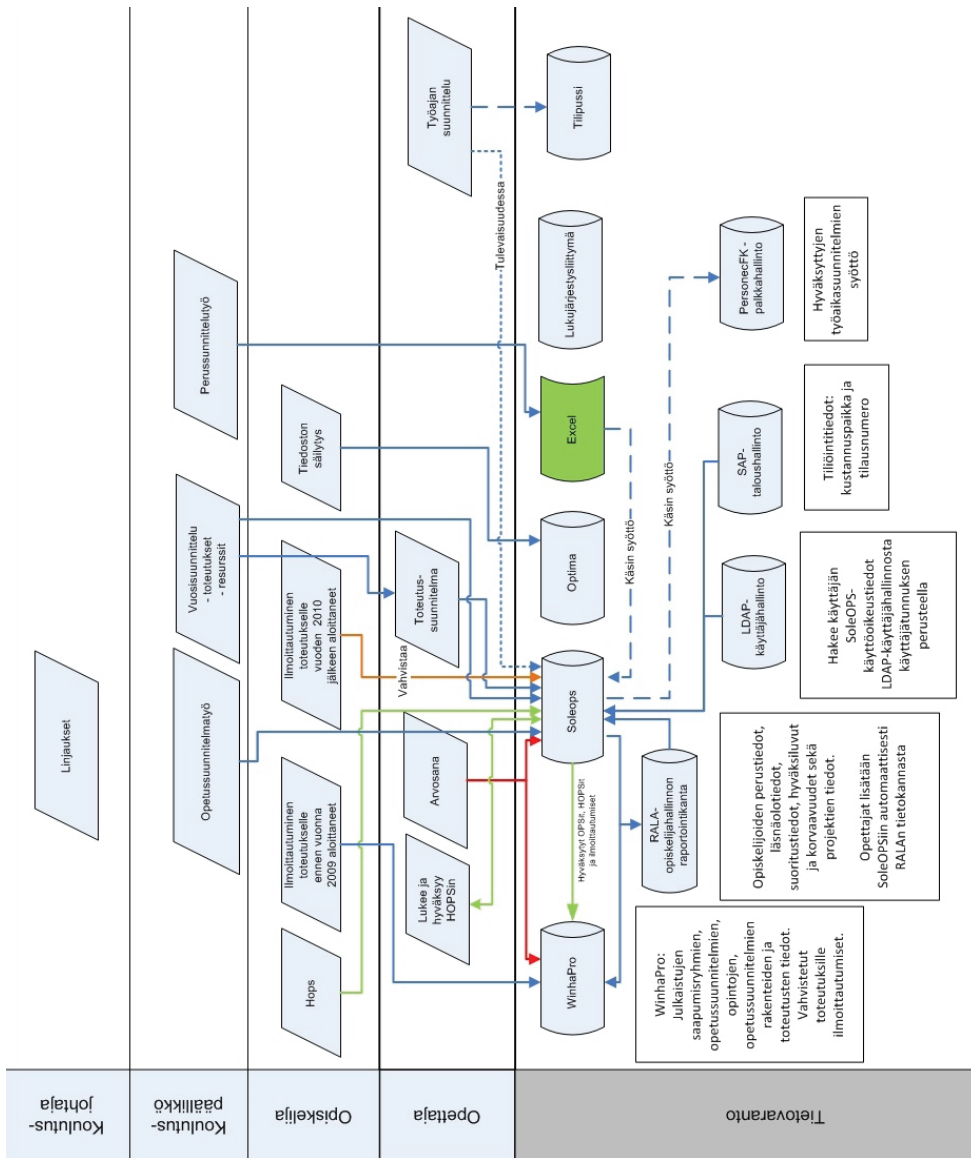 Koulutus-
johtaja
Linjaukset
Koulutus-
päällikkö
Opetussuunnitelmatyö
Vuosisuunnittelu
- toteutukset
- resurssit
Perussunnittelutyö
Opiskelija
Hops
Ilmoittautuminen
toteutukselle
ennen vuonna
2009 aloittaneet
Ilmoittautuminen
toteutukselle
vuoden 2010
jälkeen aloittaneet
Tiedoston
säilytys
Opettaja
Lukee ja
hyväksyy
HOPSin
Arvosana
Vahvistaa
Toteutus-
suunnitelma
Työajan
suunnittelu
Tulevaisuudessa
Tietovaranto
WinhaPro
Hyväksytyt OPSit, HOPSit
ja ilmoittautumiset
Soleops
Optima
Excel
Lukujärjestysliittymä
Tilipussi
Käsin syöttö
Käsin syöttö
RALA-
opiskelijahallinnon
raportointikanta
LDAP-
käyttäjähallinto
SAP-
taloushallinto
PersonecFK -
palkkahallinto
WinhaPro:
Julkaistujen
saapumisryhmien,
opetussuunnitelmien,
opintojen,
opetussuunnitelmien
rakenteiden ja
toteutusten tiedot.
Vahvistetut
toteutuksille
ilmoittautumiset.
Opiskelijoiden perustiedot,
läsnäolotiedot,
suoritustiedot, hyväksiluvut
ja korvaavuudet sekä
projektien tiedot.
Opettajat lisätään
SoleOPSiin automaattisesti
RALAn tietokannasta
Hakee käyttäjän
SoleOPS-
käyttöoikeustiedot
LDAP-käyttäjähallinnosta
käyttäjätunnuksen
perusteella
Tiliöintitiedot:
kustannuspaikka ja
tilausnumero
Hyväksyttyjen
työaikasuunnitelmien
syöttö